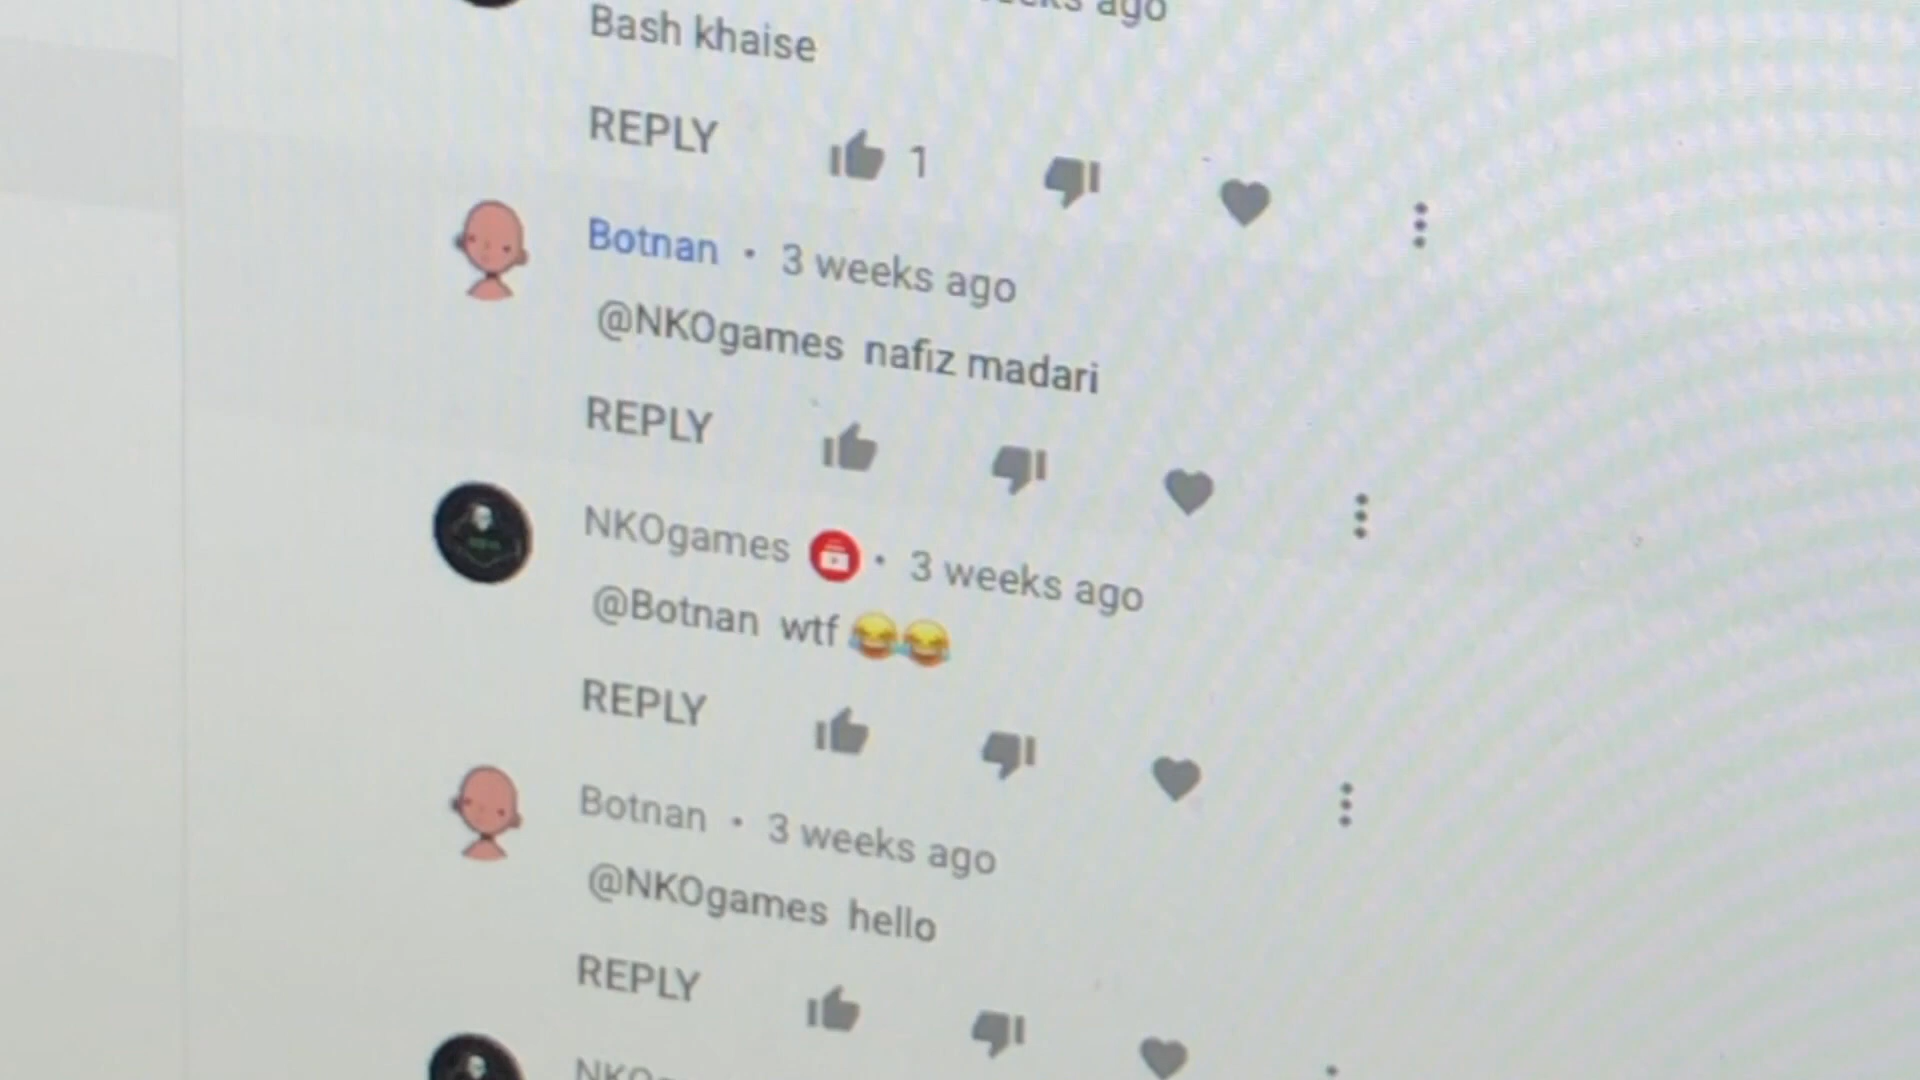 ago
Bash khaise
REPLY 1
Botnan • 3 weeks ago
@NKOgames nafiz madari
REPLY
NKOgames • 3 weeks ago
@Botnan wtf 😂😂
REPLY
Botnan • 3 weeks ago
@NKOgames hello
REPLY